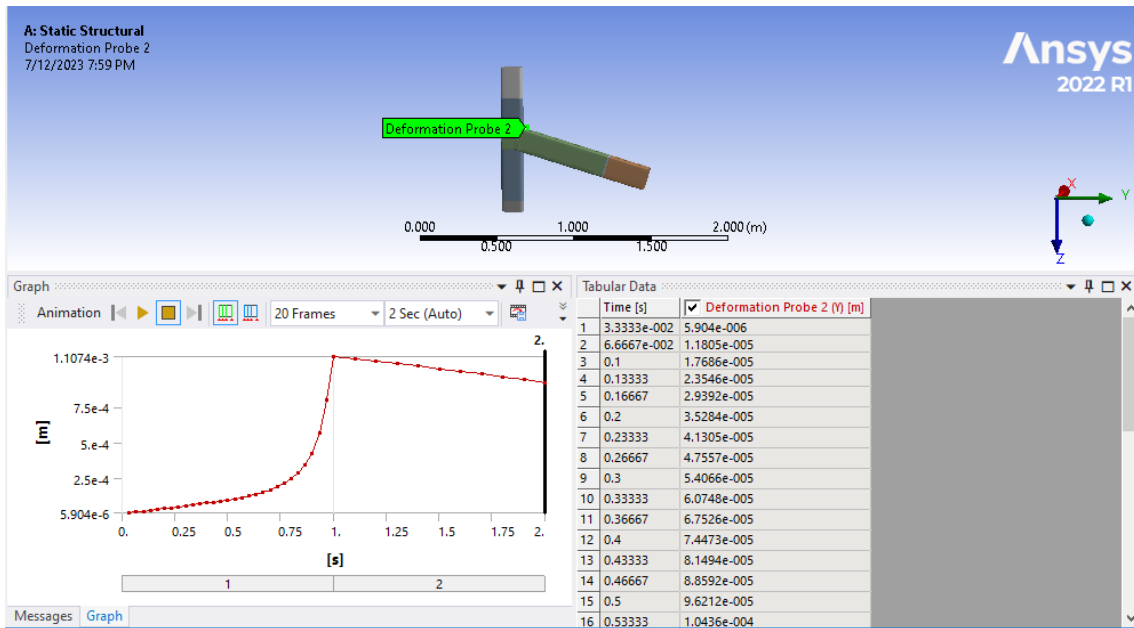 A: Static Structural
Deformation Probe 2
7/12/2023 7:59 PM
Ansys
2022 R1
Deformation Probe 2
0.000
1.000
2.000 (m)
0.500
1.500
X
Y
Z
Graph
Animation
20 Frames
2 Sec (Auto)
2.
1.1074e-3
7.5e-4
5.e-4
2.5e-4
5.904e-6
[m]
0.
0.25
0.5
0.75
1.
1.25
1.5
1.75
2.
[s]
1
2
Messages
Graph
Tabular Data
Time [s] Deformation Probe 2 (Y) [m]
1 3.3333e-002 5.904e-006
2 6.6667e-002 1.1805e-005
3 0.1 1.7686e-005
4 0.13333 2.3546e-005
5 0.16667 2.9392e-005
6 0.2 3.5284e-005
7 0.23333 4.1305e-005
8 0.26667 4.7557e-005
9 0.3 5.4066e-005
10 0.33333 6.0748e-005
11 0.36667 6.7526e-005
12 0.4 7.4473e-005
13 0.43333 8.1494e-005
14 0.46667 8.8592e-005
15 0.5 9.6212e-005
16 0.53333 1.0436e-004